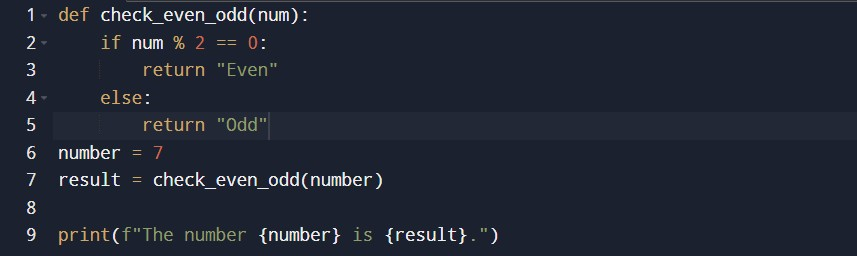 1 def check_even_odd(num):
2     if num % 2 == 0:
3         return "Even"
4     else:
5         return "Odd"
6 number = 7
7 result = check_even_odd(number)
8
9 print(f"The number {number} is {result}.")